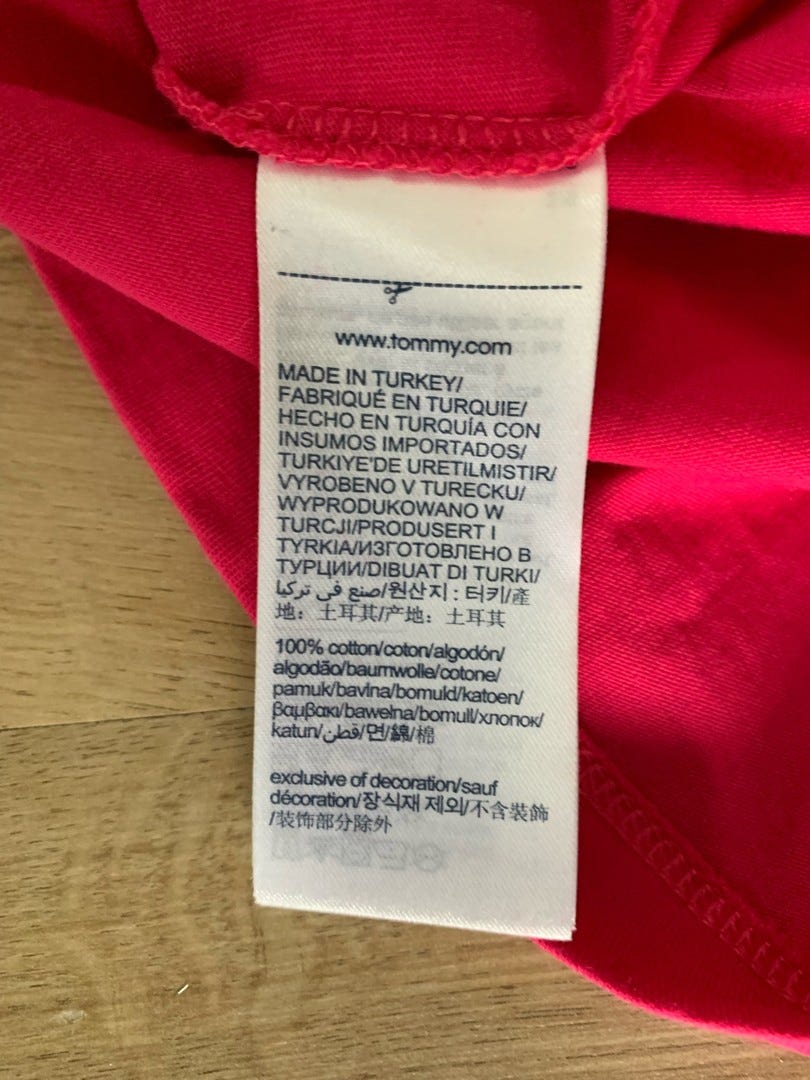 www.tommy.com
MADE IN TURKEY/
FABRIQUÉ EN TURQUIE/
HECHO EN TURQUÍA CON
INSUMOS IMPORTADOS/
TURKIYE'DE URETILMISTIR/
VYROBENO V TURECKU/
WYPRODUKOWANO W
TURCJI/PRODUSERT I
TYRKIA/ИЗГОТОВЛЕНО В
ТУРЦИИ/DIBUAT DI TURKI/
صنع في تركيا/원산지 : 터키/產
地：土耳其/产地：土耳其
100% cotton/coton/algodón/
algodão/baumwolle/cotone/
pamuk/bavlna/bomuld/katoen/
βαμβακι/bawełna/bomull/хлопок/
katun/قطن/면/綿/棉
exclusive of decoration/sauf
décoration/장식재 제외/不含裝飾
/装饰部分除外